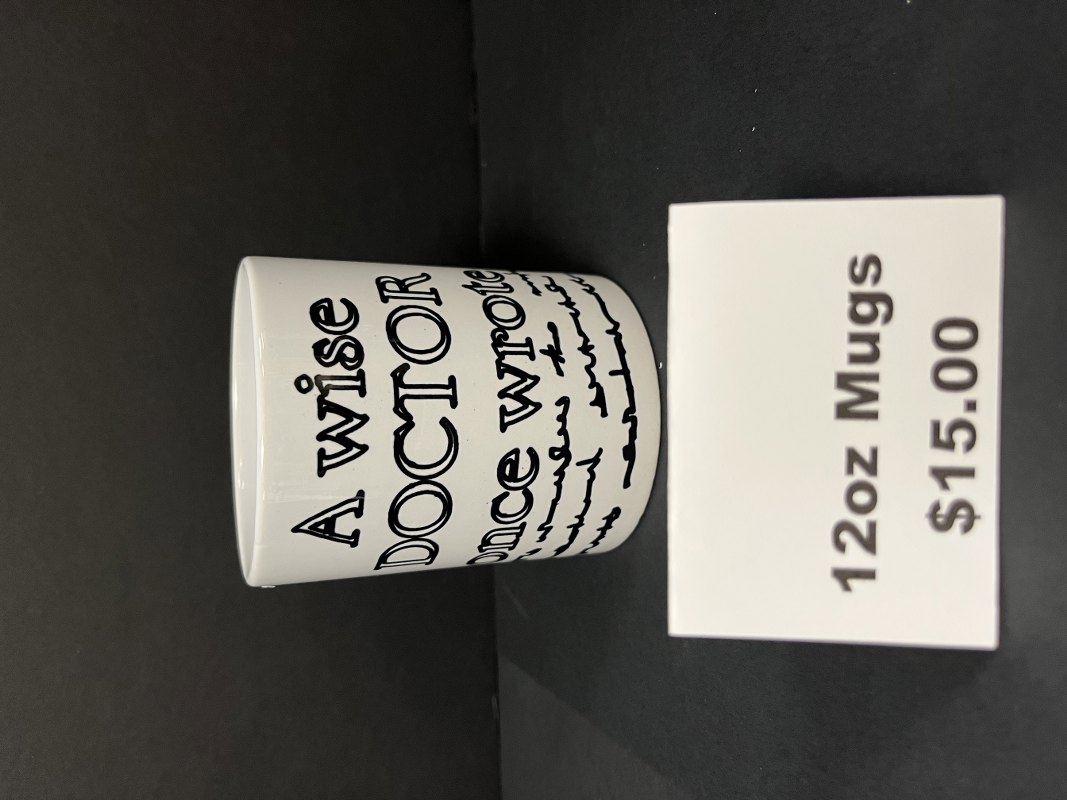 A wise
DOCTOR
once wrote
12oz Mugs
$15.00